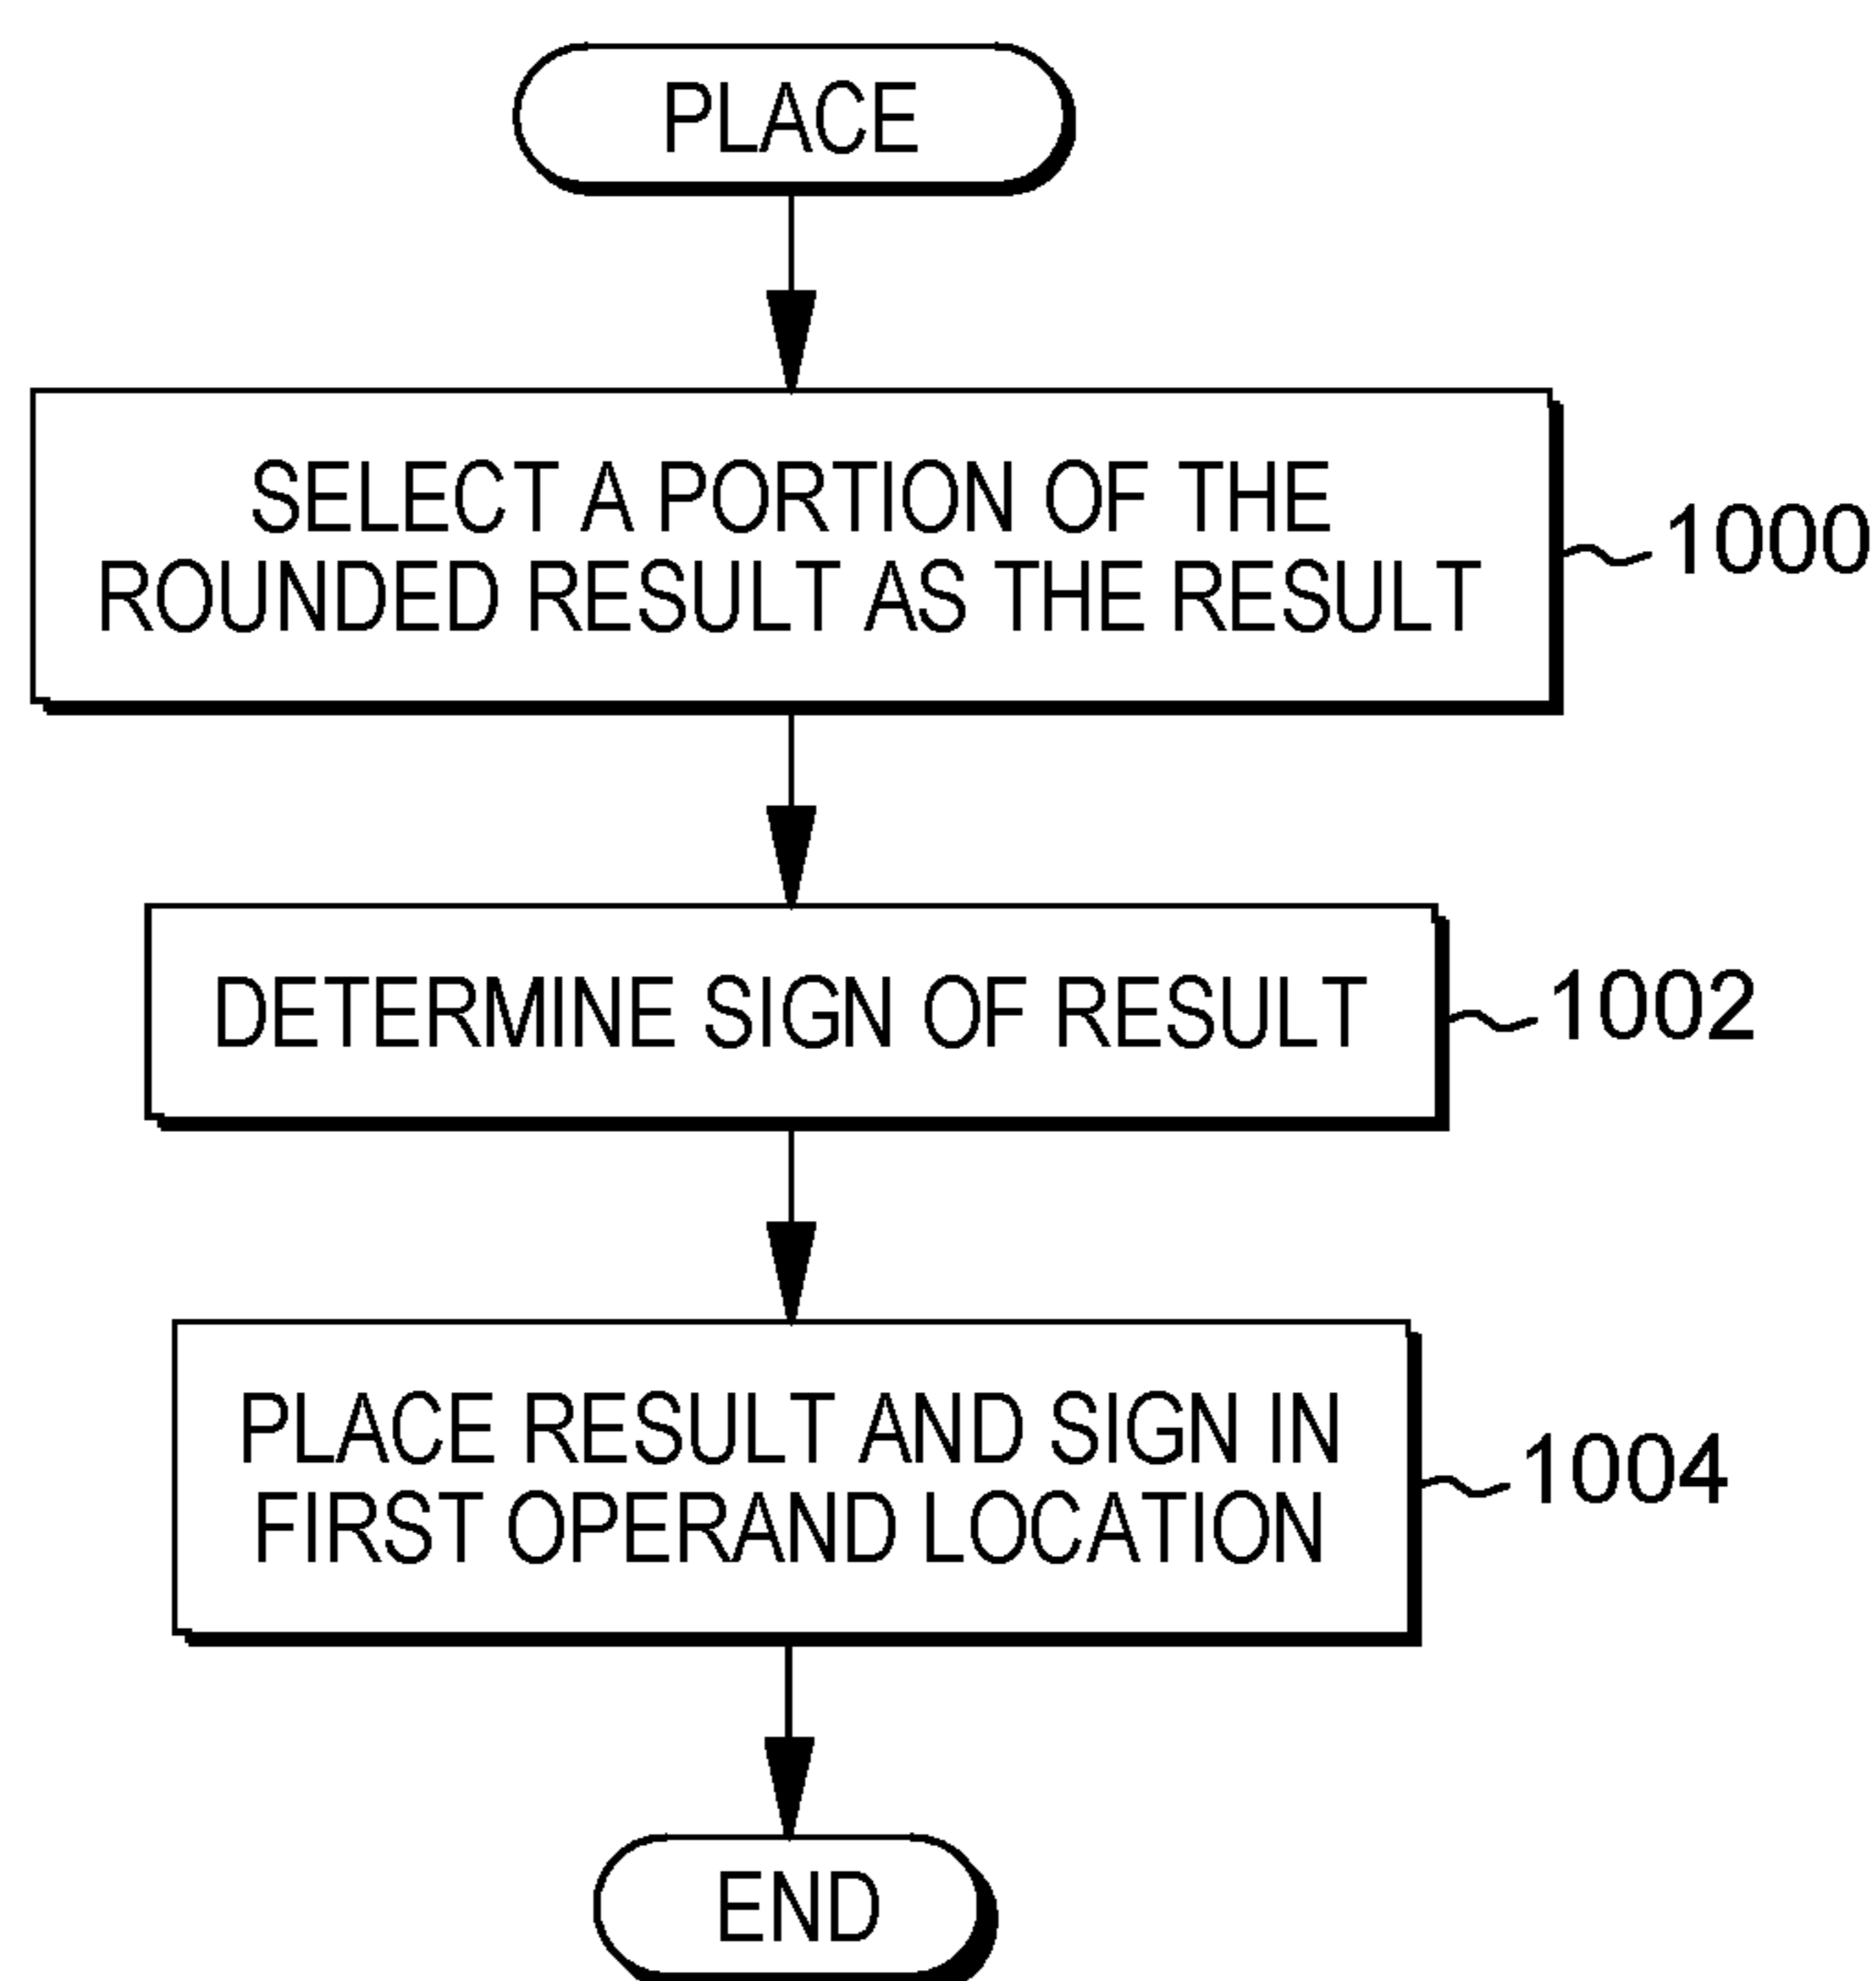 PLACE
SELECT A PORTION OF THE
ROUNDED RESULT AS THE RESULT
1000
DETERMINE SIGN OF RESULT
1002
PLACE RESULT AND SIGN IN
FIRST OPERAND LOCATION
1004
END